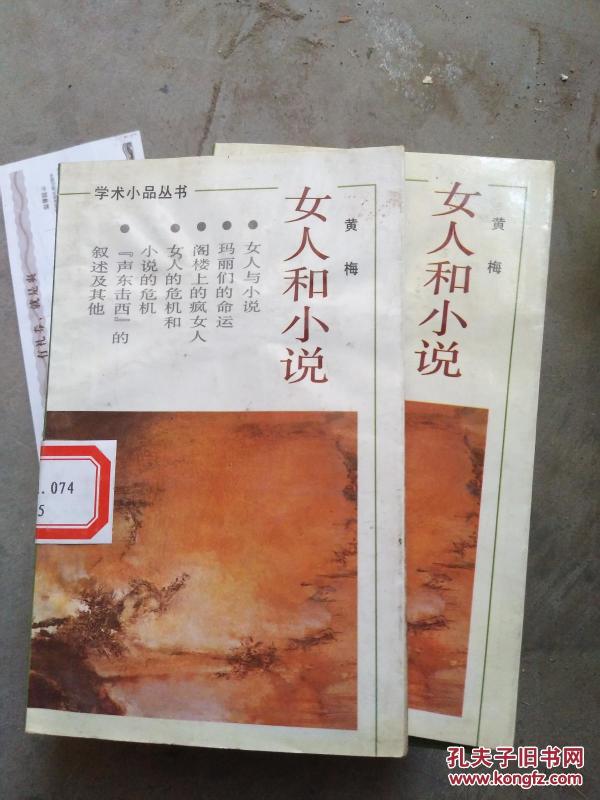 学术小品丛书
女人和小说
黄梅
● 女人与小说
● 玛丽们的命运
● 阁楼上的疯女人
● 女人的危机和
小说的危机
● 『声东击西』的
叙述及其他
. 074
5
女人和小说
黄梅
孔夫子旧书网
www.kongfz.com